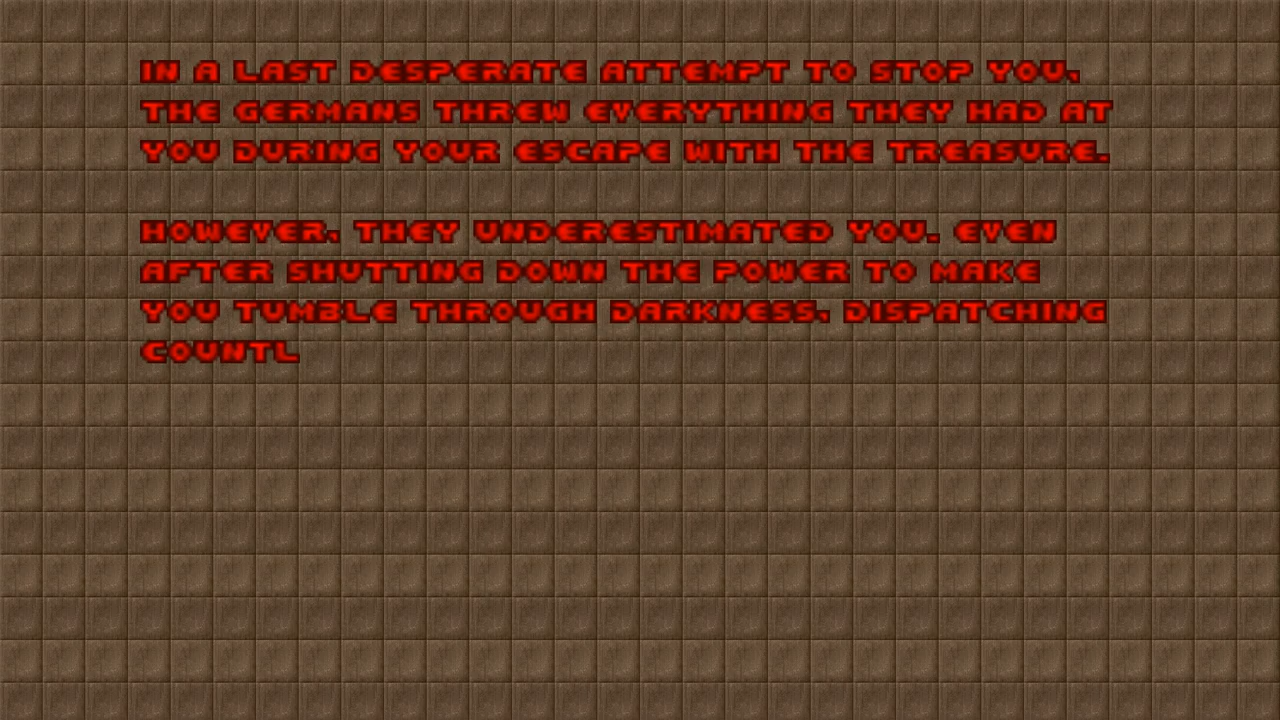 IN A LAST DESPERATE ATTEMPT TO STOP YOU,
THE GERMANS THREW EVERYTHING THEY HAD AT
YOU DURING YOUR ESCAPE WITH THE TREASURE.
HOWEVER, THEY UNDERESTIMATED YOU. EVEN
AFTER SHUTTING DOWN THE POWER TO MAKE
YOU TUMBLE THROUGH DARKNESS, DISPATCHING
COUNTL